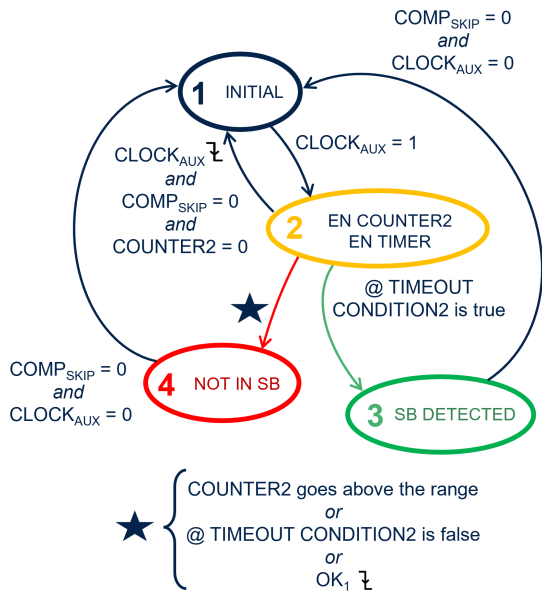 COMPSKIP = 0
and
CLOCKAUX = 0
1 INITIAL
CLOCKAUX = 1
CLOCKAUX
and
COMPSKIP = 0
and
COUNTER2 = 0
2 EN COUNTER2
EN TIMER
@ TIMEOUT
CONDITION2 is true
COMPSKIP = 0
and
CLOCKAUX = 0
4 NOT IN SB
3 SB DETECTED
COUNTER2 goes above the range
or
@ TIMEOUT CONDITION2 is false
or
OK1